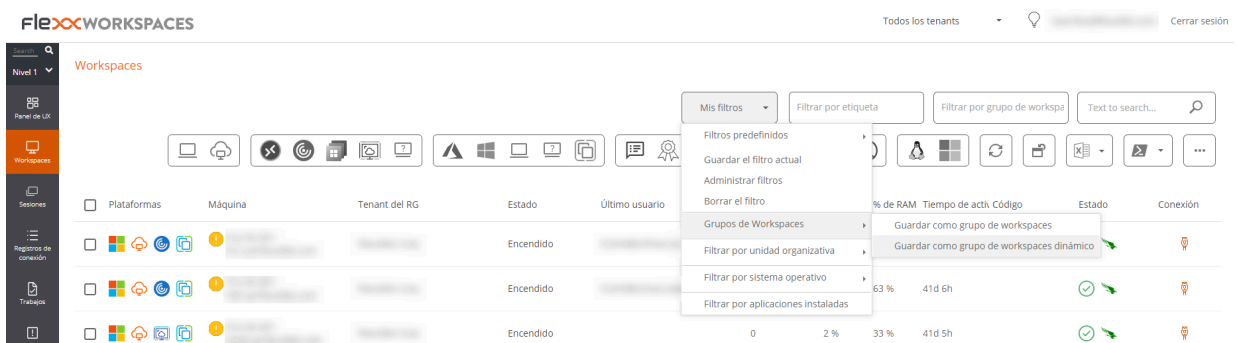 FlexxWORKSPACES
Todos los tenants
Cerrar sesión
Search
Nivel 1
Panel de UX
Workspaces
Sesiones
Registros de conexión
Trabajos
Workspaces
Mis filtros
Filtrar por etiqueta
Filtrar por grupo de workspa
Text to search...
Filtros predefinidos
Guardar el filtro actual
Administrar filtros
Borrar el filtro
Grupos de Workspaces
Guardar como grupo de workspaces
Guardar como grupo de workspaces dinámico
Filtrar por unidad organizativa
Filtrar por sistema operativo
Filtrar por aplicaciones instaladas
Plataformas Máquina Tenant del RG Estado Último usuario % de RAM Tiempo de activ Código Estado Conexión
Encendido
Encendido 63 % 41d 6h
Encendido 0 2 % 33 % 41d 5h